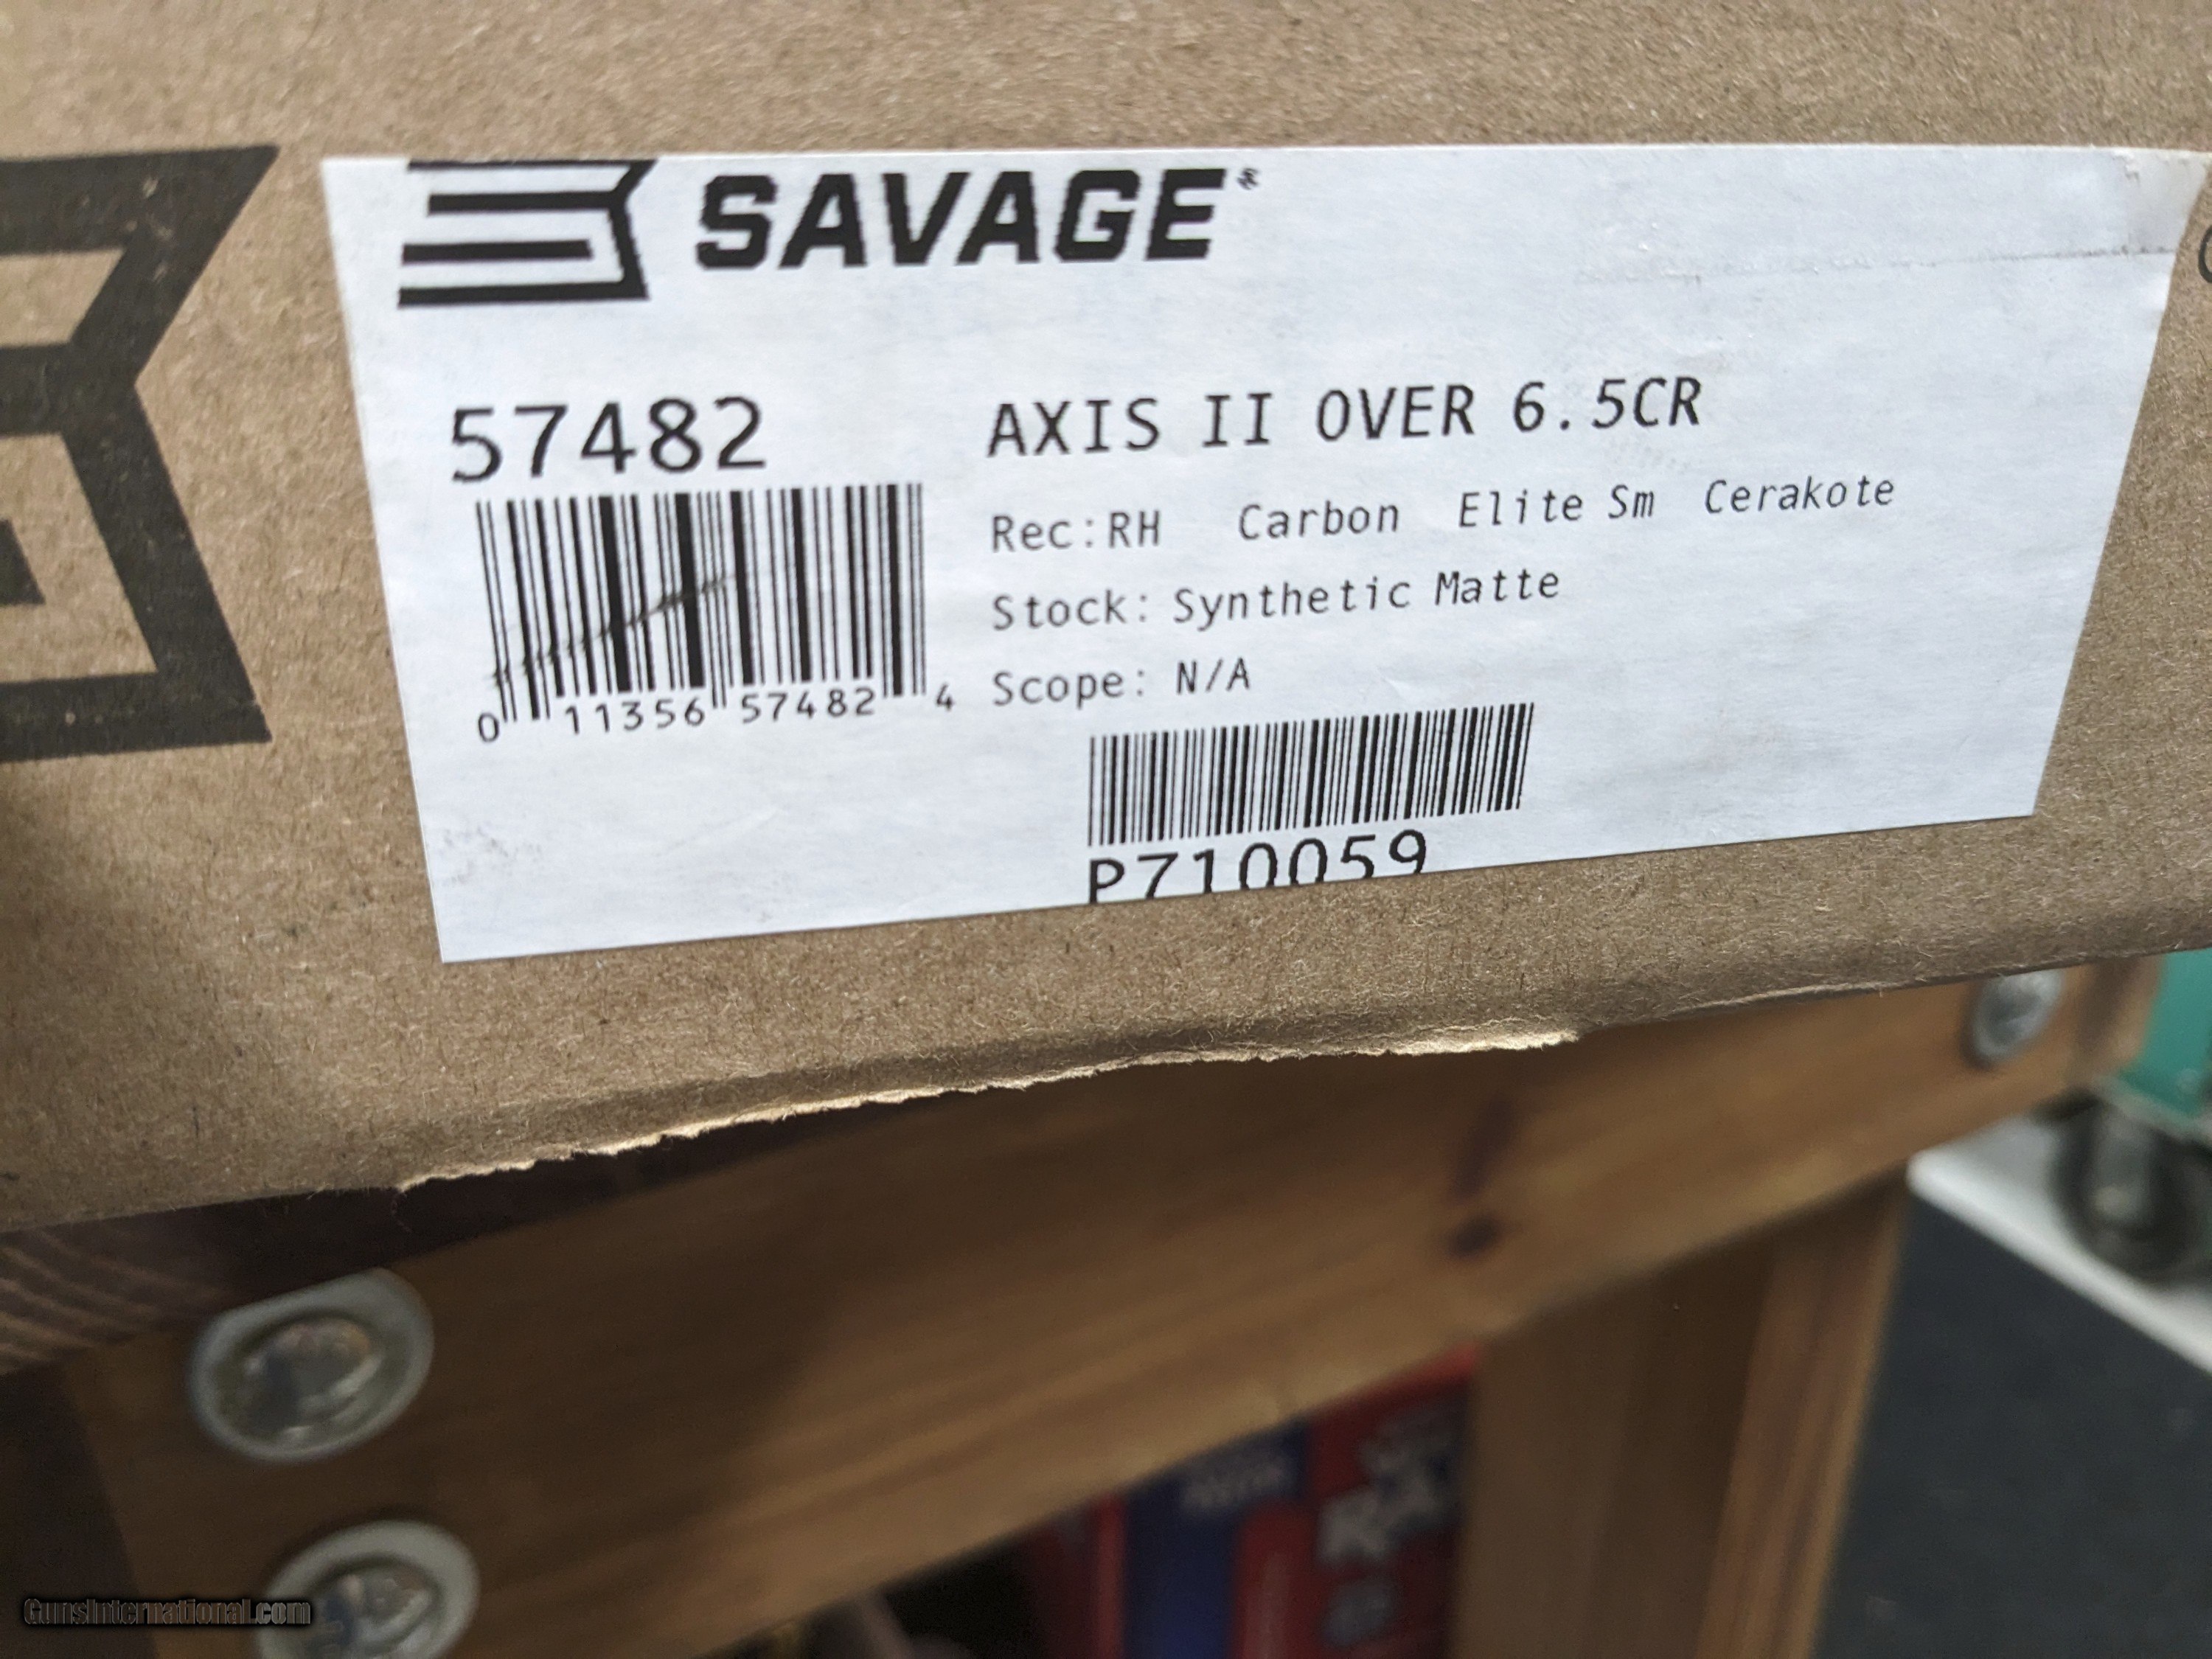 SAVAGE®
57482
AXIS II OVER 6.5CR
Rec:RH Carbon Elite Sm Cerakote
Stock: Synthetic Matte
Scope: N/A
0 11356 57482 4
P710059
GunsInternational.com